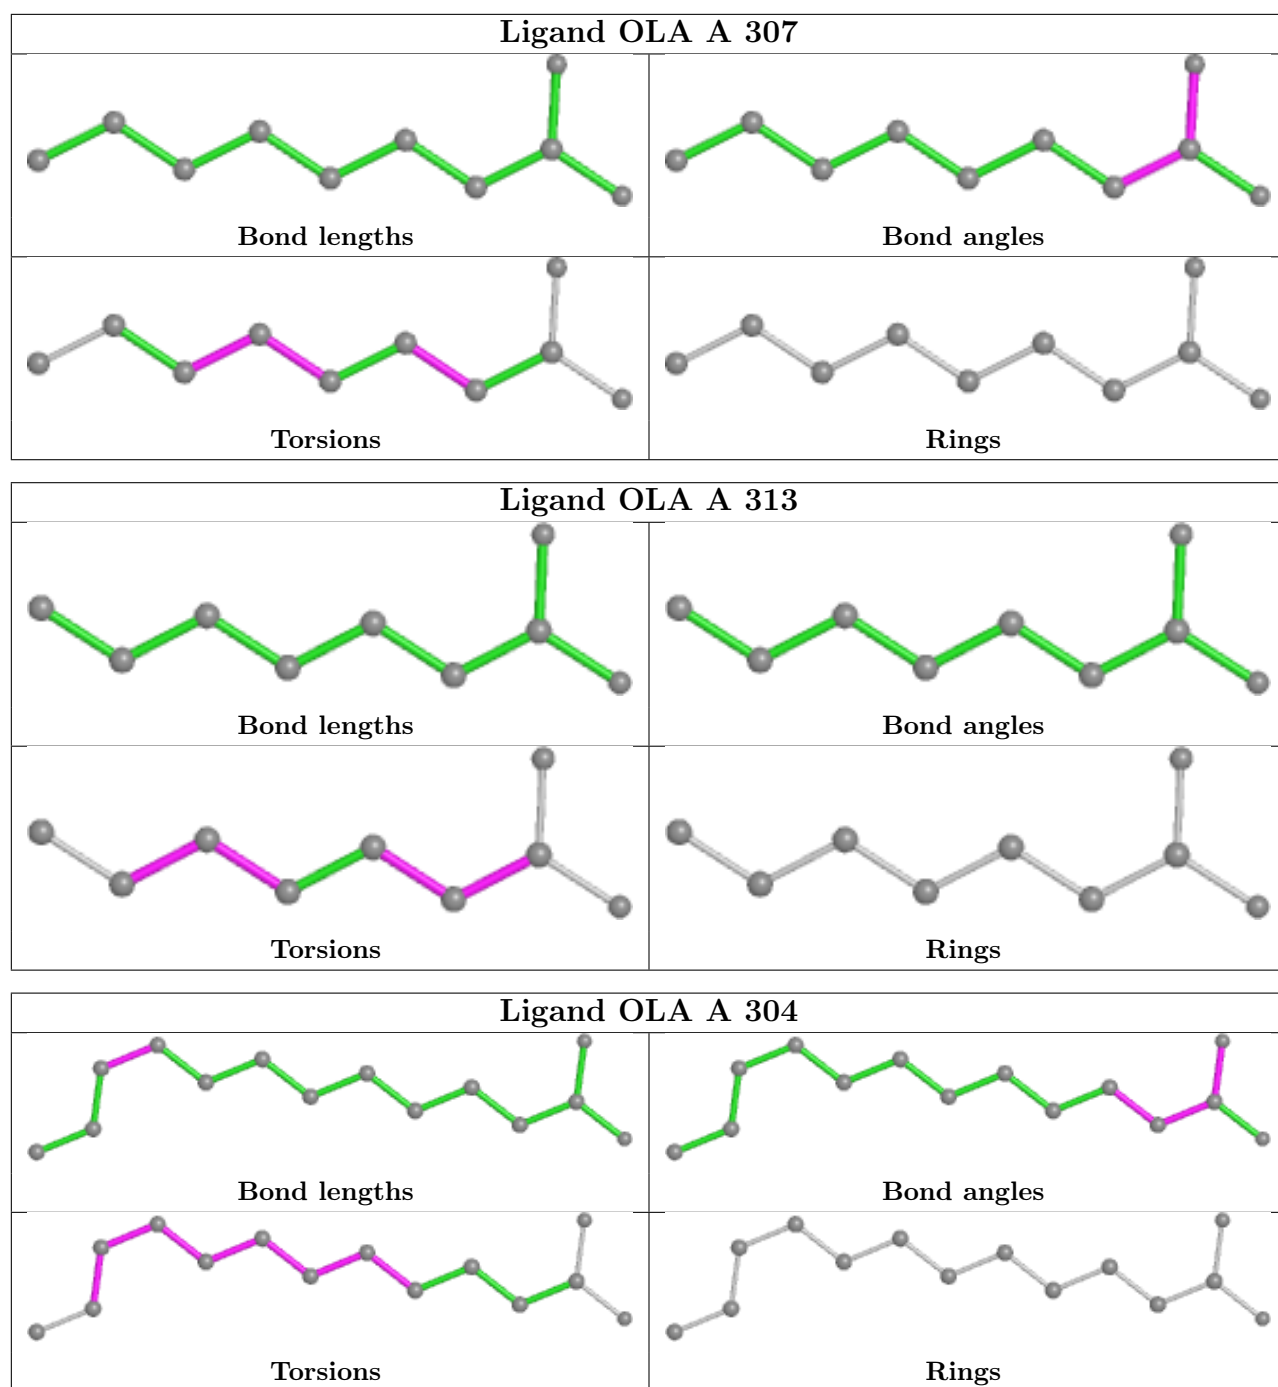 Ligand OLA A 307
Bond lengths
Bond angles
Torsions
Rings
Ligand OLA A 313
Bond lengths
Bond angles
Torsions
Rings
Ligand OLA A 304
Bond lengths
Bond angles
Torsions
Rings